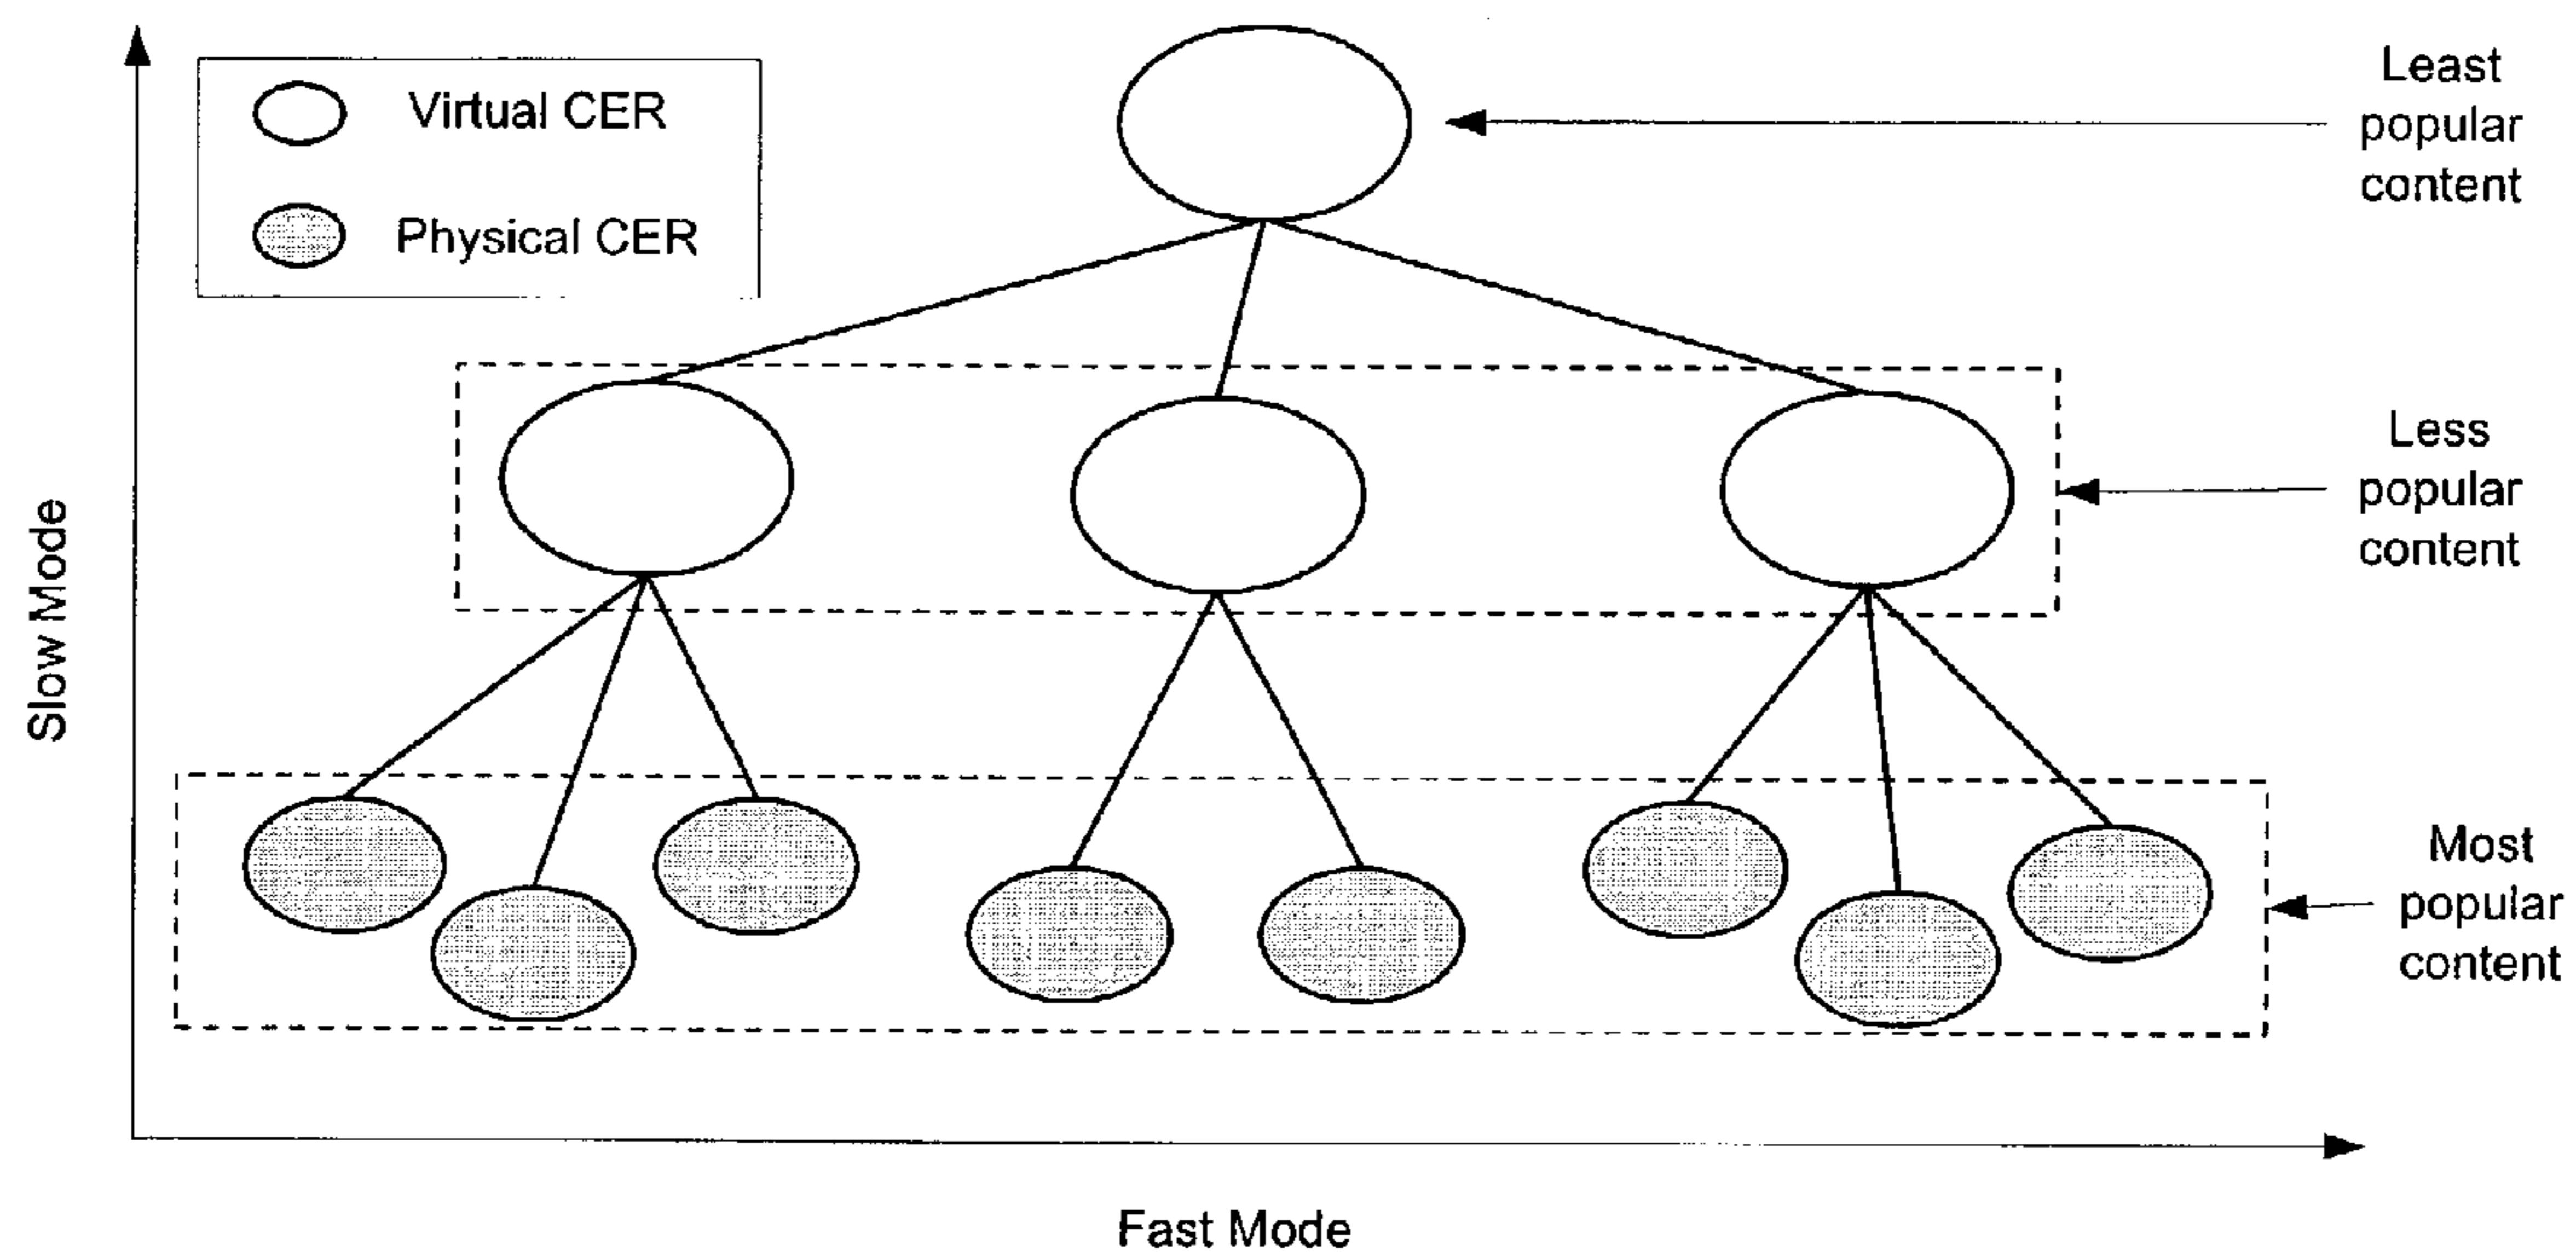 Virtual CER
Physical CER
Least
popular
content
Less
popular
content
Slow Mode
Most
popular
content
Fast Mode